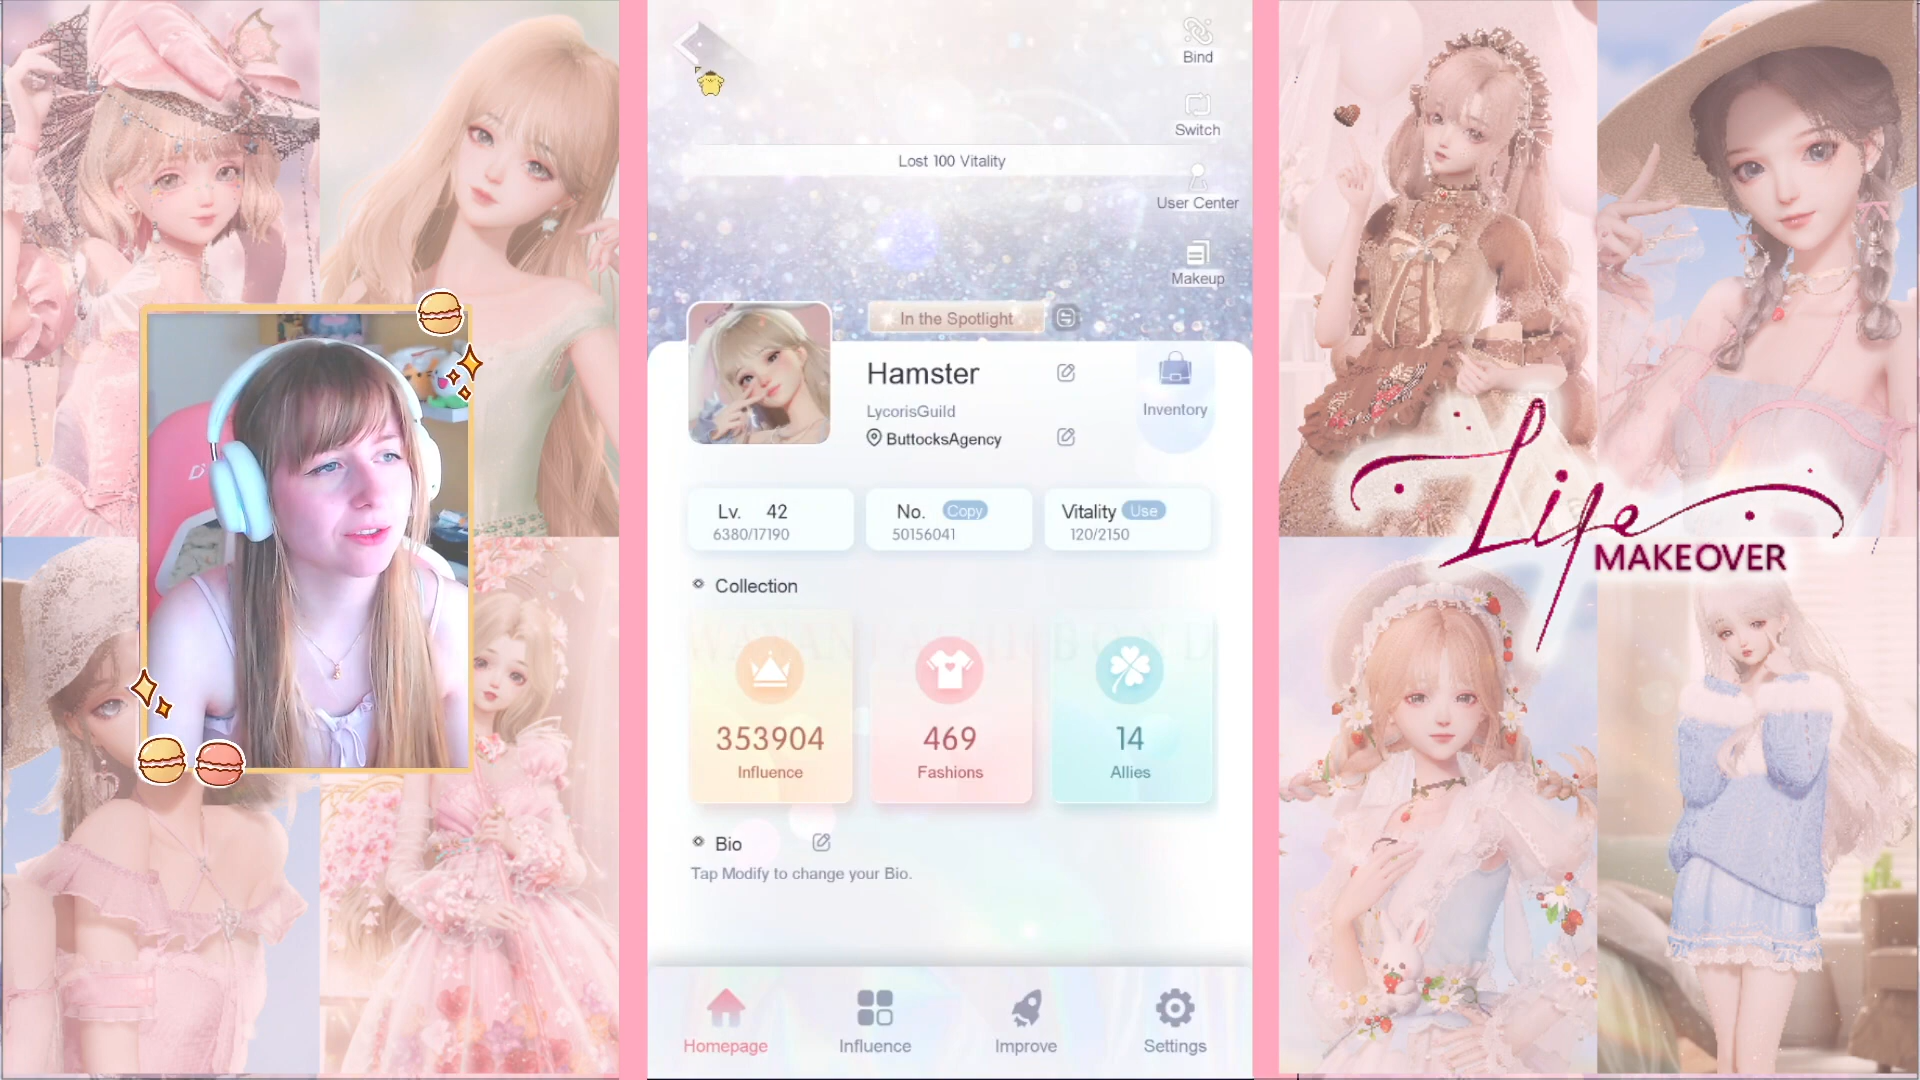 Bind
Switch
Lost 100 Vitality
User Center
Makeup
In the Spotlight
Hamster
LycorisGuild
ButtocksAgency
Inventory
Lv. 42
6380/17190
No. Copy
50156041
Vitality Use
120/2150
Collection
353904
Influence
469
Fashions
14
Allies
Bio
Tap Modify to change your Bio.
Homepage
Influence
Improve
Settings
Life
MAKEOVER